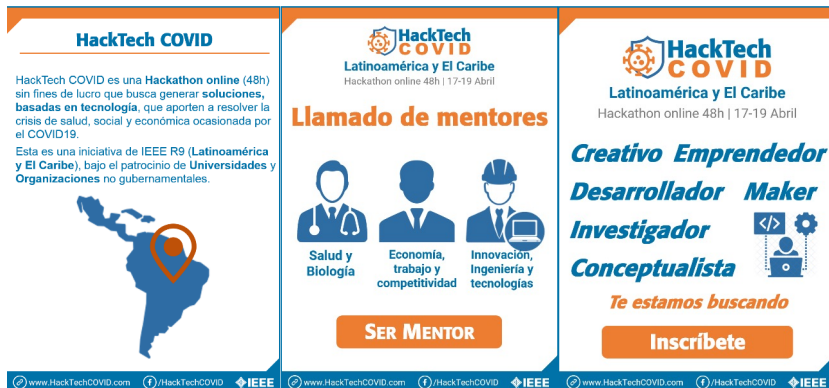 HackTech COVID
HackTech COVID es una Hackathon online (48h)
sin fines de lucro que busca generar soluciones,
basadas en tecnología, que aporten a resolver la
crisis de salud, social y económica ocasionada por
el COVID19.
Esta es una iniciativa de IEEE R9 (Latinoamérica
y El Caribe), bajo el patrocinio de Universidades y
Organizaciones no gubernamentales.
www.HackTechCOVID.com /HackTechCOVID IEEE
HackTech
COVID
Latinoamérica y El Caribe
Hackathon online 48h | 17-19 Abril
Llamado de mentores
Salud y
Biología
Economía,
trabajo y
competitividad
Innovación,
Ingeniería y
tecnologías
SER MENTOR
www.HackTechCOVID.com /HackTechCOVID IEEE
HackTech
COVID
Latinoamérica y El Caribe
Hackathon online 48h | 17-19 Abril
Creativo Emprendedor
Desarrollador Maker
Investigador
</>
Conceptualista
Te estamos buscando
Inscríbete
www.HackTechCOVID.com /HackTechCOVID IEEE